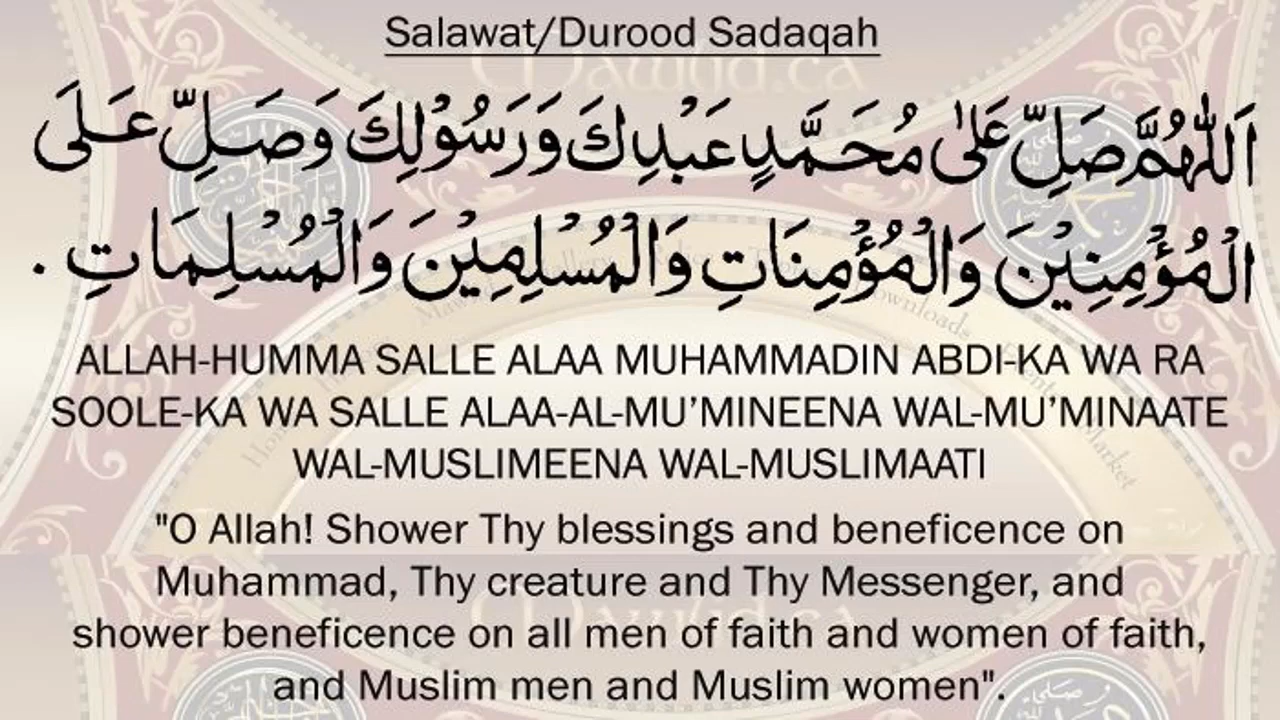 Salawat/Durood Sadaqah
اَللّٰهُمَّ صَلِّ عَلٰى مُحَمَّدٍ عَبْدِكَ وَرَسُوْلِكَ وَصَلِّ عَلَى
الْمُؤْمِنِيْنَ وَالْمُؤْمِنَاتِ وَالْمُسْلِمِيْنَ وَالْمُسْلِمَاتِ .
ALLAH-HUMMA SALLE ALAA MUHAMMADIN ABDI-KA WA RA
SOOLE-KA WA SALLE ALAA-AL-MU’MINEENA WAL-MU’MINAATE
WAL-MUSLIMEENA WAL-MUSLIMAATI
"O Allah! Shower Thy blessings and beneficence on
Muhammad, Thy creature and Thy Messenger, and
shower beneficence on all men of faith and women of faith,
and Muslim men and Muslim women".